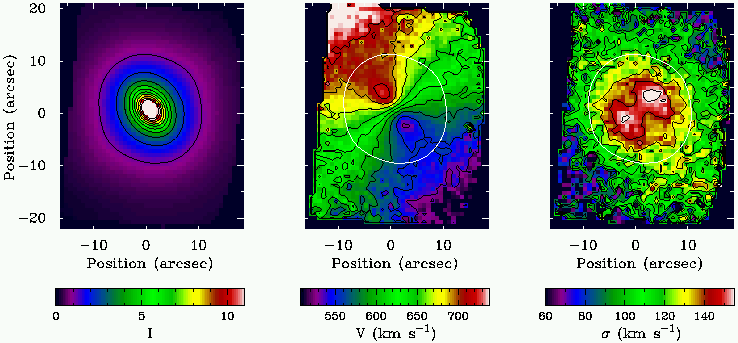 20
10
0
−10
−20
Position (arcsec)
−10 0 10
−10 0 10
−10 0 10
Position (arcsec)
Position (arcsec)
Position (arcsec)
0 5 10
550 600 650 700
60 80 100 120 140
I
V (km s⁻¹)
σ (km s⁻¹)